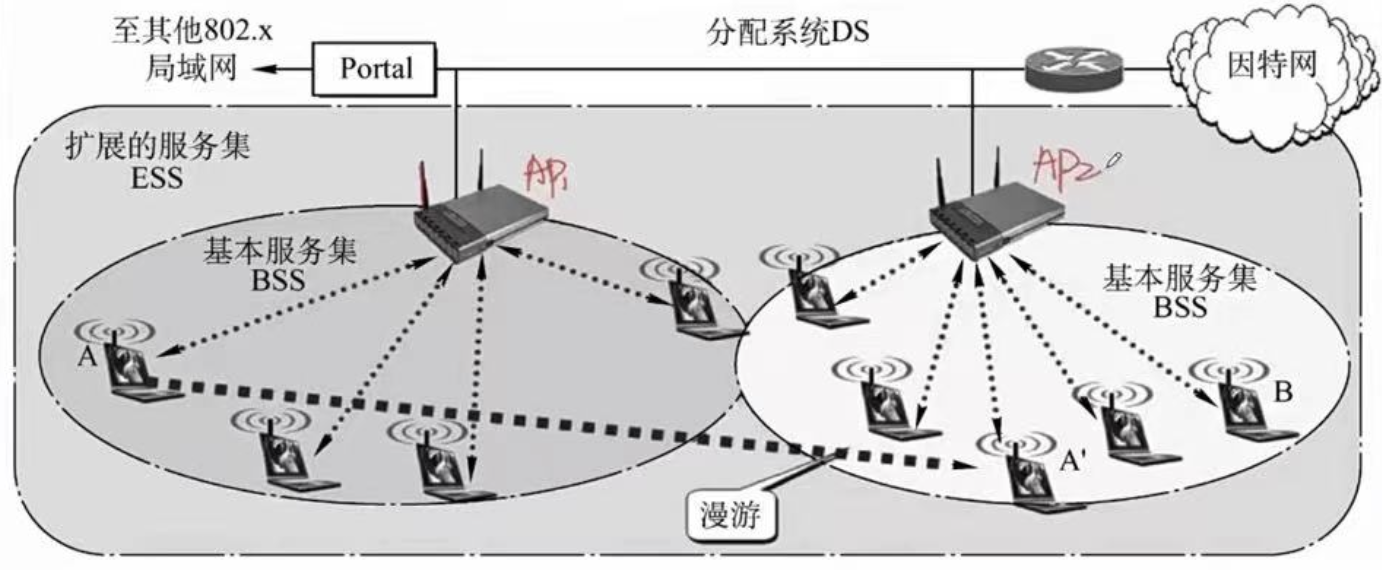 至其他802.x
局域网
Portal
分配系统DS
因特网
扩展的服务集
ESS
AP1
AP2
基本服务集
BSS
基本服务集
BSS
A
B
A'
漫游